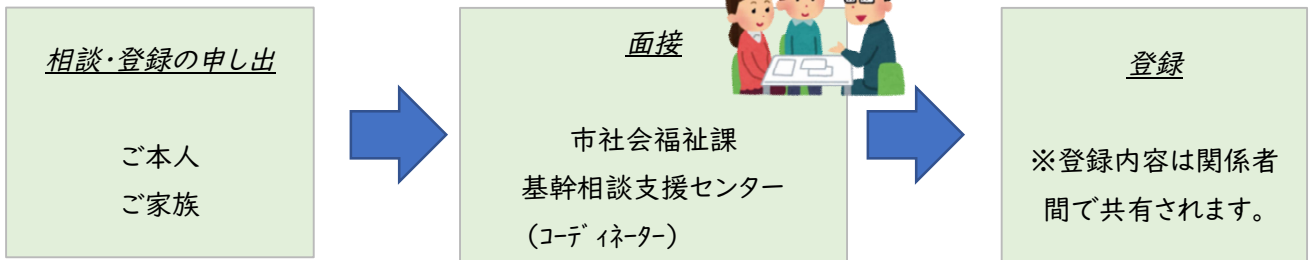 相談・登録の申し出
ご本人
ご家族
面接
市社会福祉課
基幹相談支援センター
（ｺｰﾃﾞｨﾈｰﾀｰ）
登録
※登録内容は関係者
間で共有されます。